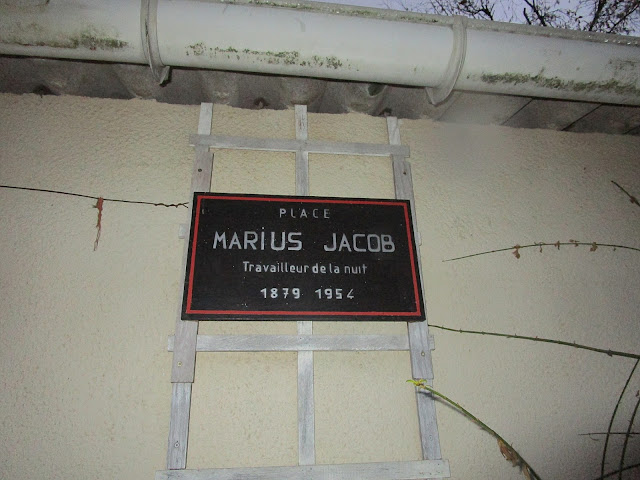 PLACE
MARiUS JACOB
Travailleur de la nuit
1879 1954